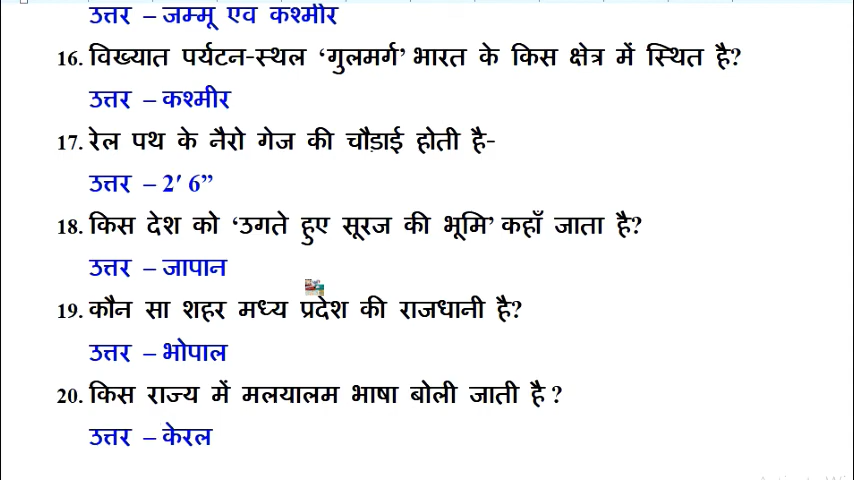 उत्तर – जम्मू एवं कश्मीर
16. विख्यात पर्यटन-स्थल ‘गुलमर्ग’ भारत के किस क्षेत्र में स्थित है?
उत्तर – कश्मीर
17. रेल पथ के नैरो गेज की चौड़ाई होती है-
उत्तर – 2′ 6”
18. किस देश को ‘उगते हुए सूरज की भूमि’ कहाँ जाता है?
उत्तर – जापान
19. कौन सा शहर मध्य प्रदेश की राजधानी है?
उत्तर – भोपाल
20. किस राज्य में मलयालम भाषा बोली जाती है ?
उत्तर – केरल